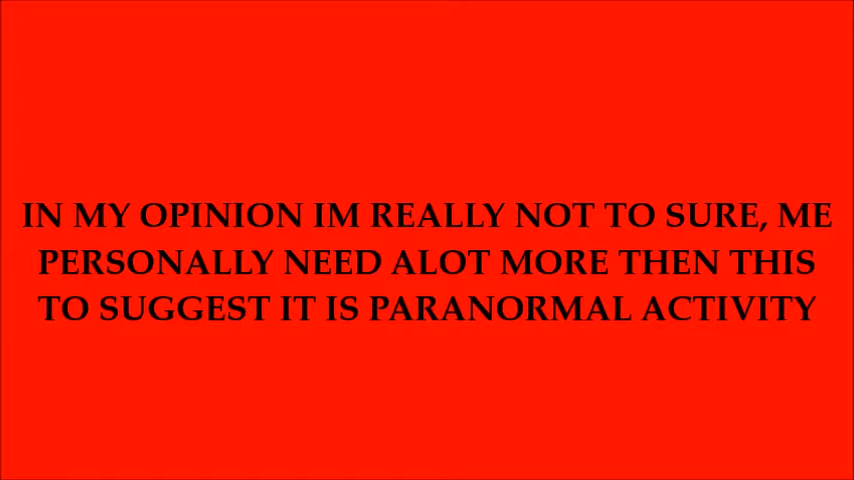 IN MY OPINION IM REALLY NOT TO SURE, ME
PERSONALLY NEED ALOT MORE THEN THIS
TO SUGGEST IT IS PARANORMAL ACTIVITY